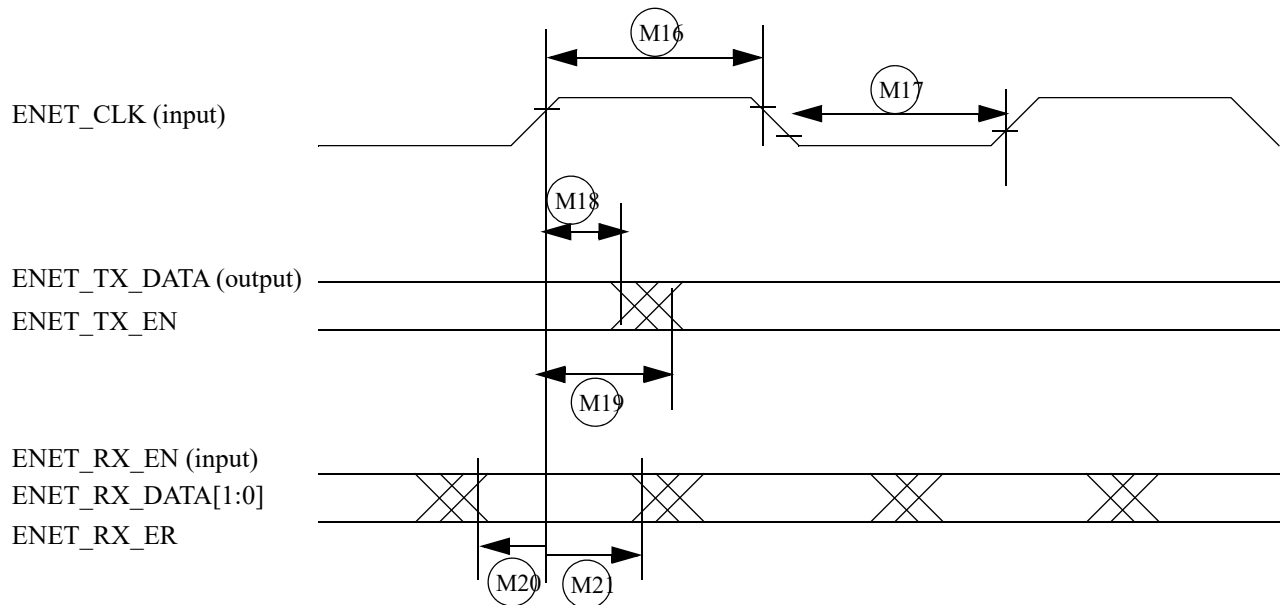 M16
M17
ENET_CLK (input)
M18
ENET_TX_DATA (output)
ENET_TX_EN
M19
ENET_RX_EN (input)
ENET_RX_DATA[1:0]
ENET_RX_ER
M20
M21